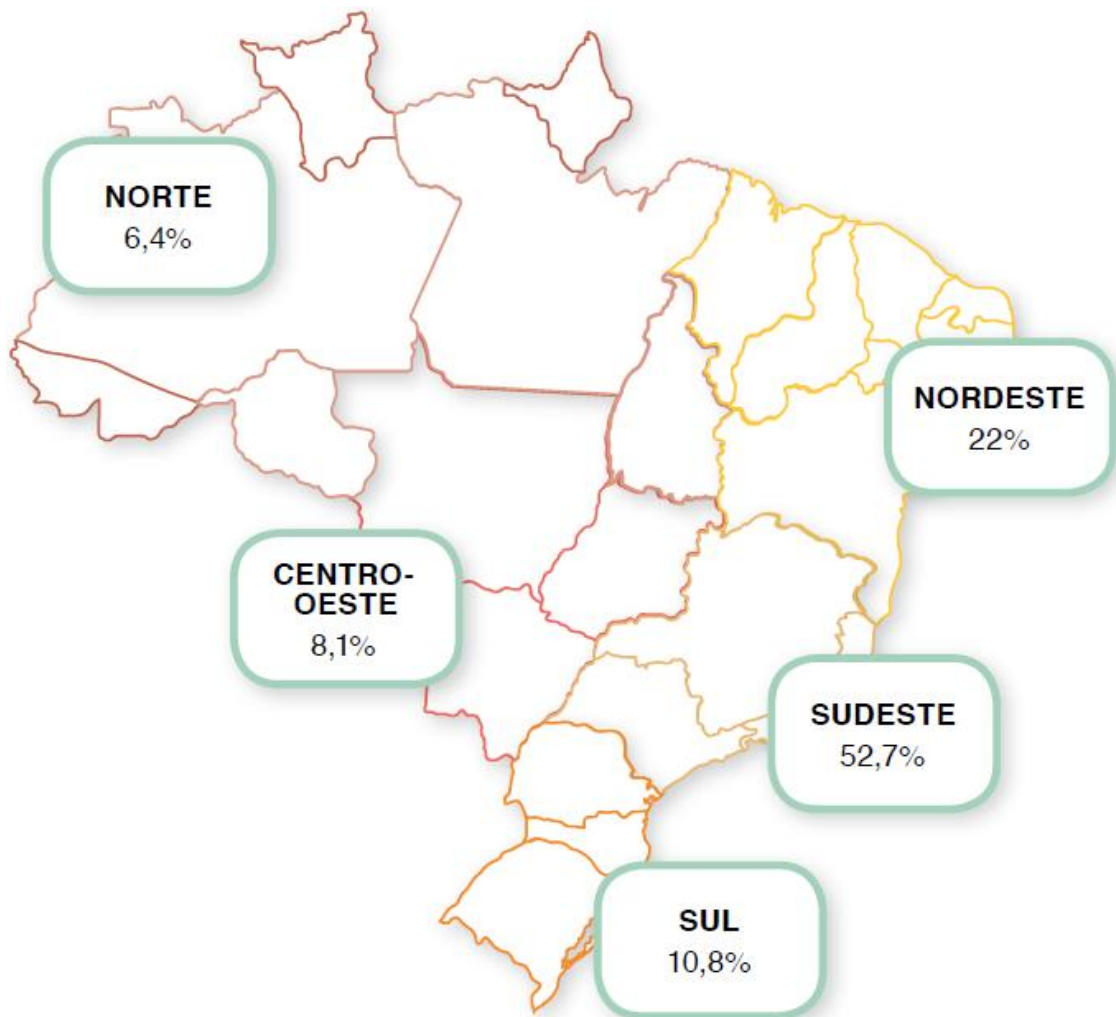 NORTE
6,4%
NORDESTE
22%
CENTRO-
OESTE
8,1%
SUDESTE
52,7%
SUL
10,8%